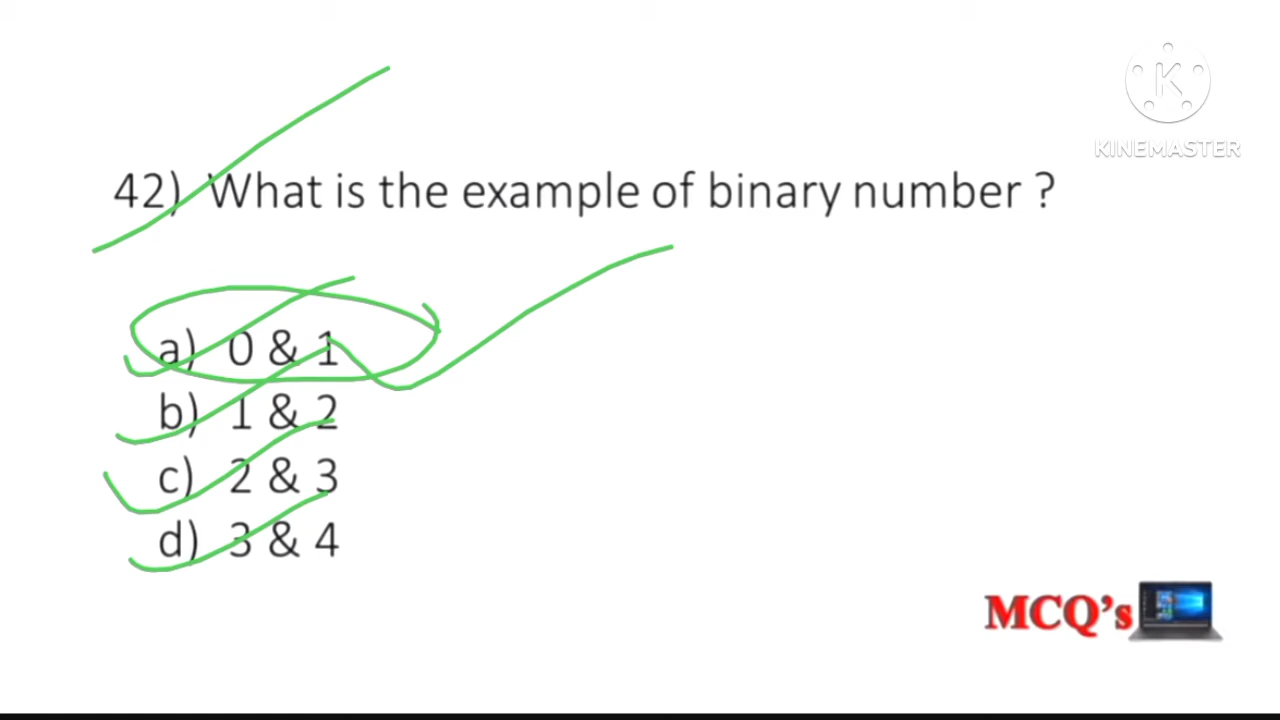 KINEMASTER
42) What is the example of binary number ?
a) 0 & 1
b) 1 & 2
c) 2 & 3
d) 3 & 4
MCQ's